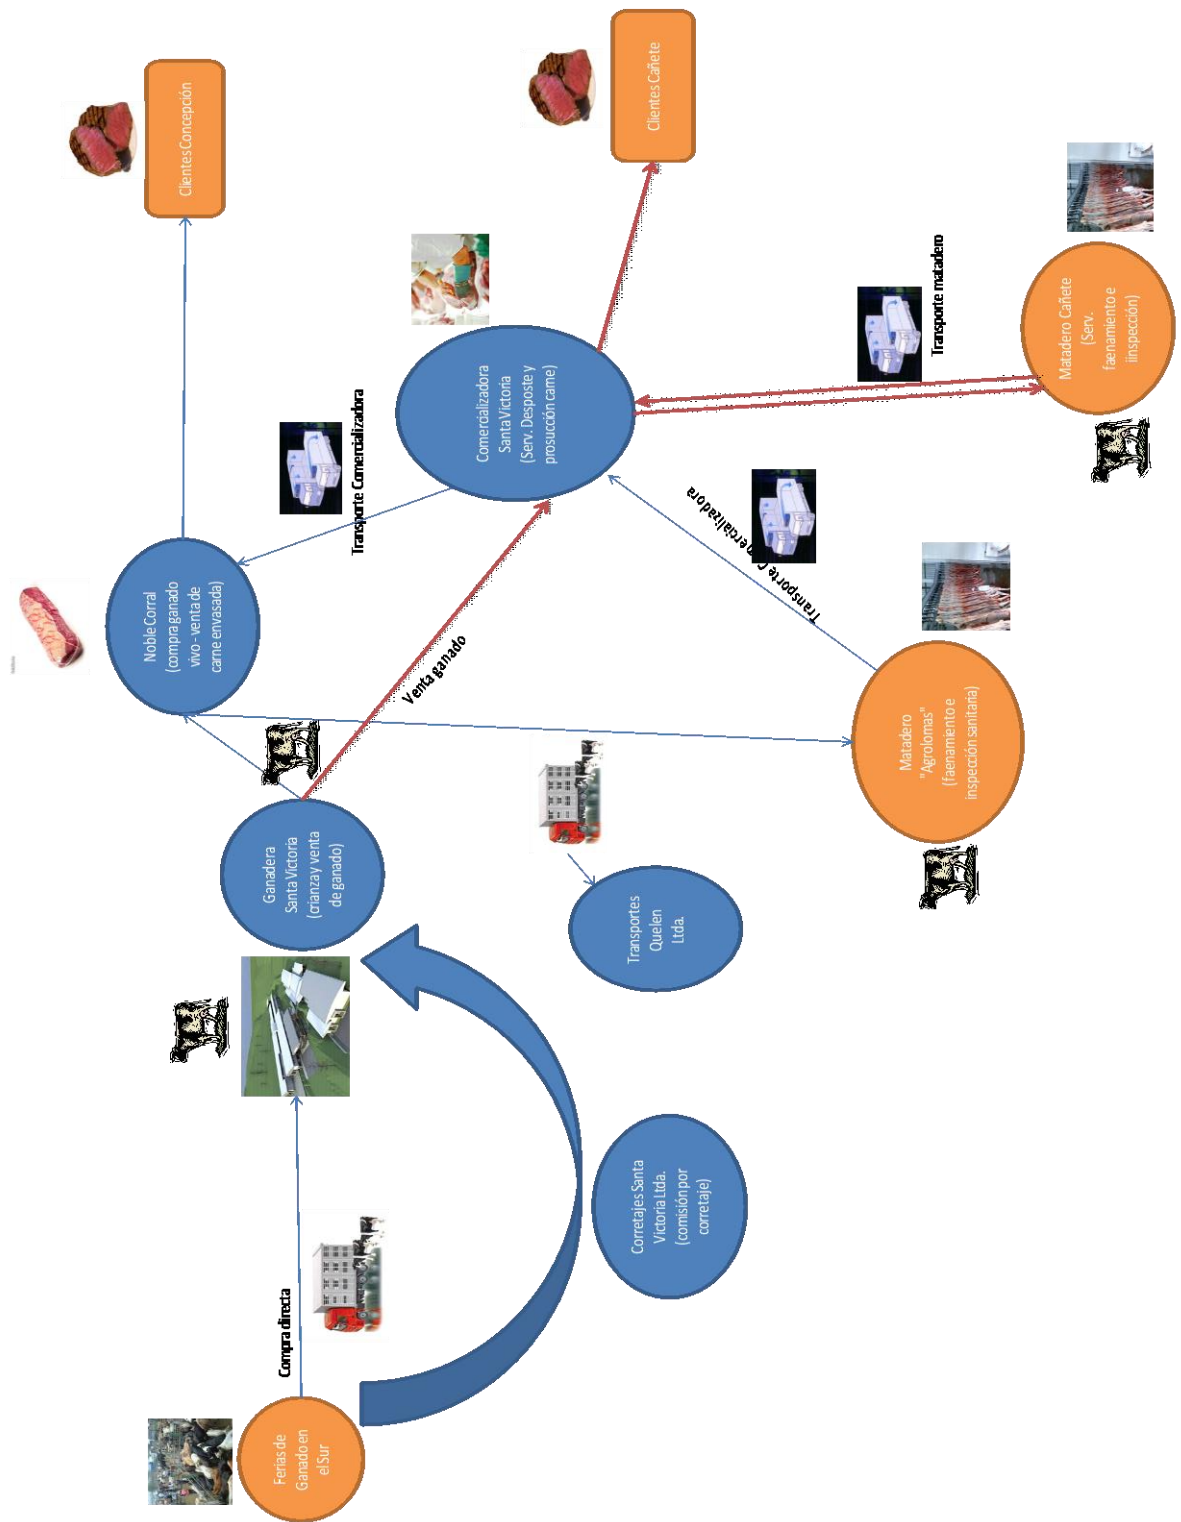 Ferias de
Ganado en
el Sur
Compra directa
Corretajes Santa
Victoria Ltda.
(comisión por
corretaje)
Ganadera
Santa Victoria
(crianza y venta
de ganado)
Transportes
Quelen
Ltda.
Venta ganado
Noble Corral
(compra ganado
vivo - venta de
carne envasada)
Matadero
"Agrolomas"
(faenamiento e
inspección sanitaria)
Transporte Comercializadora
Transporte Comercializadora
Comercializadora
Santa Victoria
(Serv. Desposte y
prosucción carne)
Transporte matadero
Matadero Cañete
(Serv.
faenamiento e
iinspección)
Clientes Concepción
Clientes Cañete